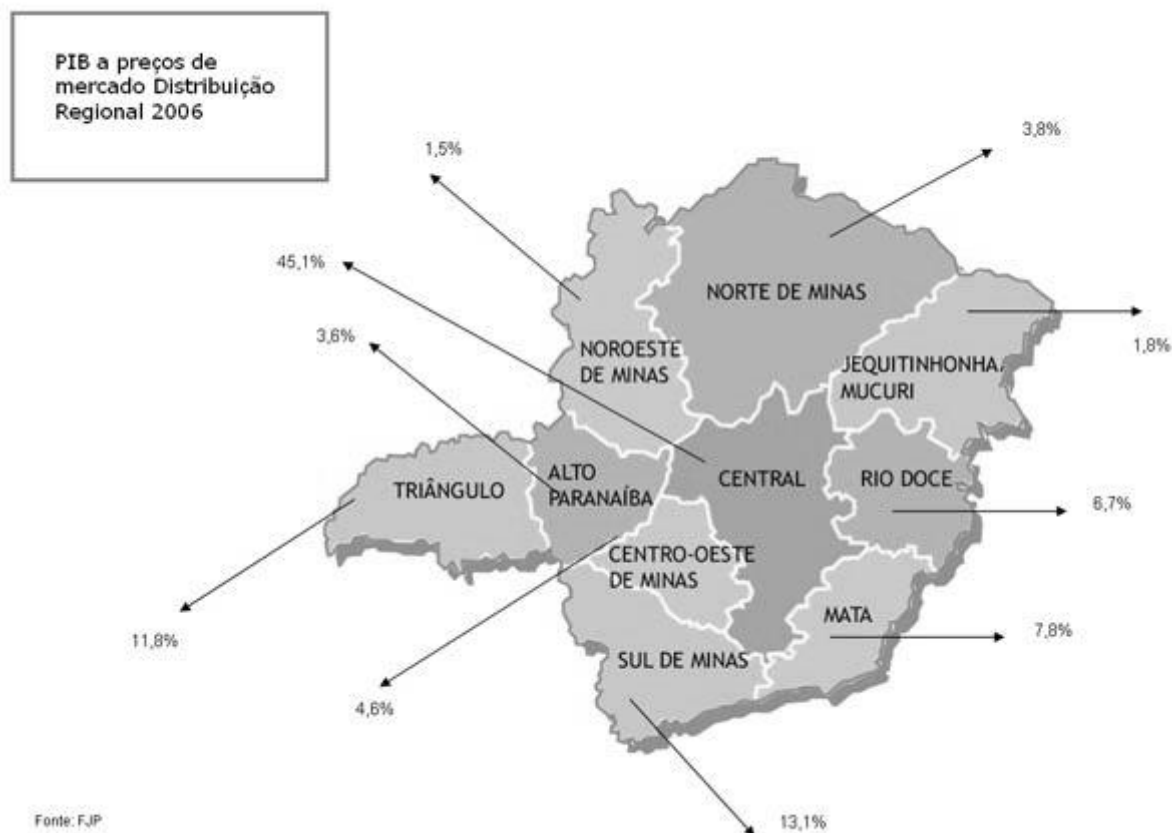 PIB a preços de
mercado Distribuição
Regional 2006
3,8%
1,5%
45,1%
NORTE DE MINAS
3,6%
1,8%
NOROESTE
DE MINAS
JEQUITINHONHA/
MUCURI
TRIÂNGULO
ALTO
PARANAÍBA
CENTRAL
RIO DOCE
6,7%
CENTRO-OESTE
DE MINAS
MATA
7,8%
11,8%
SUL DE MINAS
4,6%
13,1%
Fonte: FJP